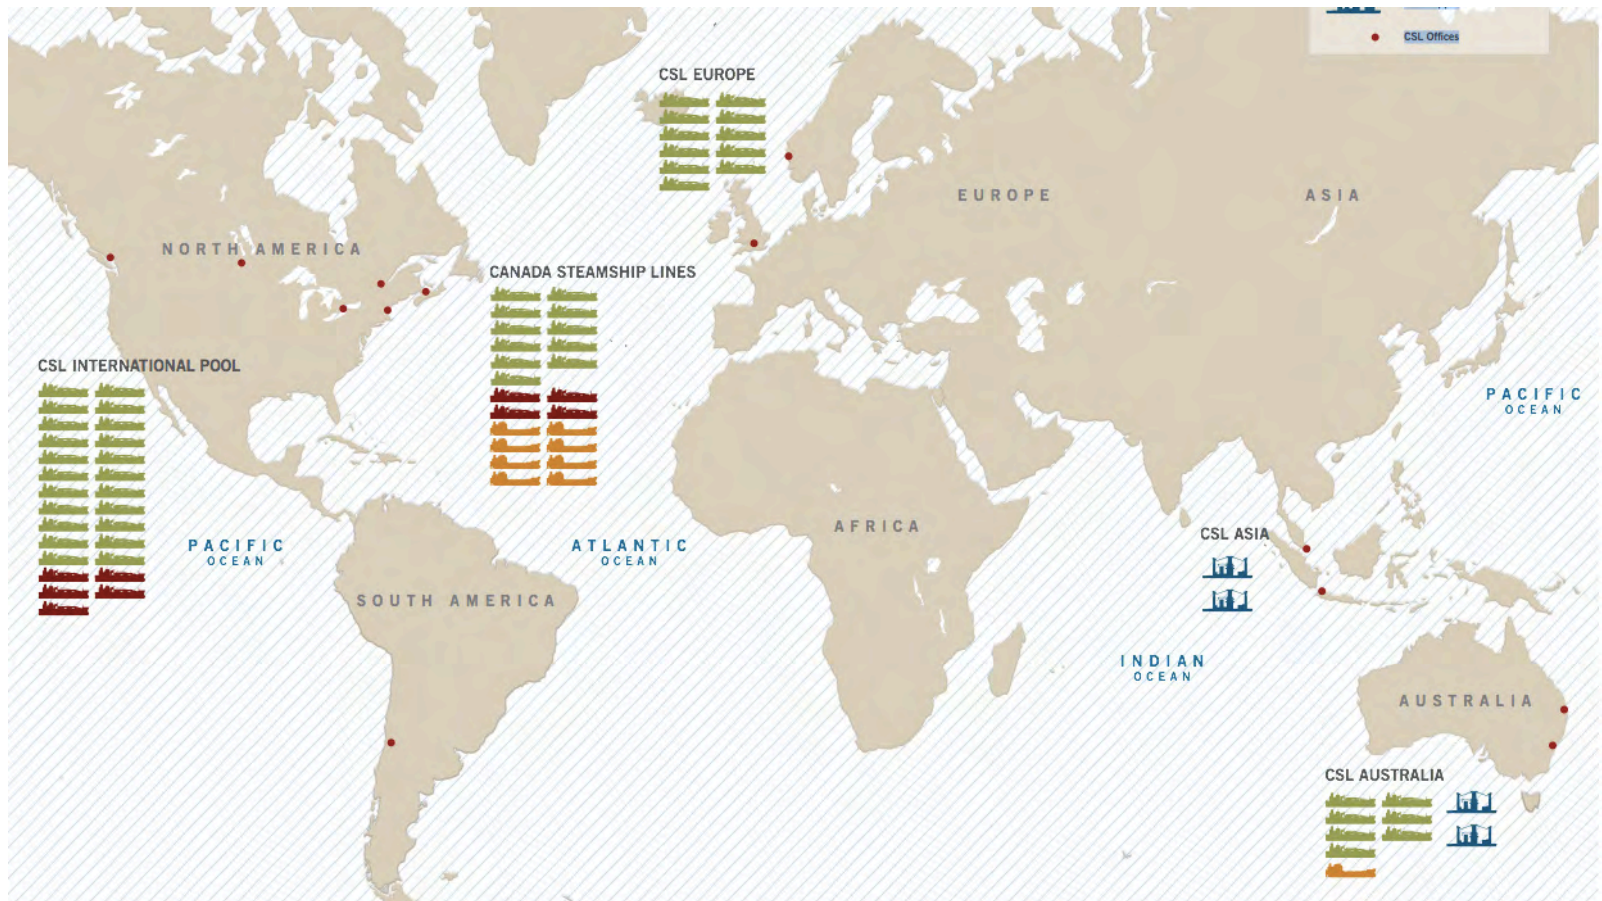 CSL Offices
CSL EUROPE
EUROPE
ASIA
NORTH AMERICA
CANADA STEAMSHIP LINES
CSL INTERNATIONAL POOL
PACIFIC
OCEAN
AFRICA
CSL ASIA
PACIFIC
OCEAN
ATLANTIC
OCEAN
SOUTH AMERICA
INDIAN
OCEAN
AUSTRALIA
CSL AUSTRALIA